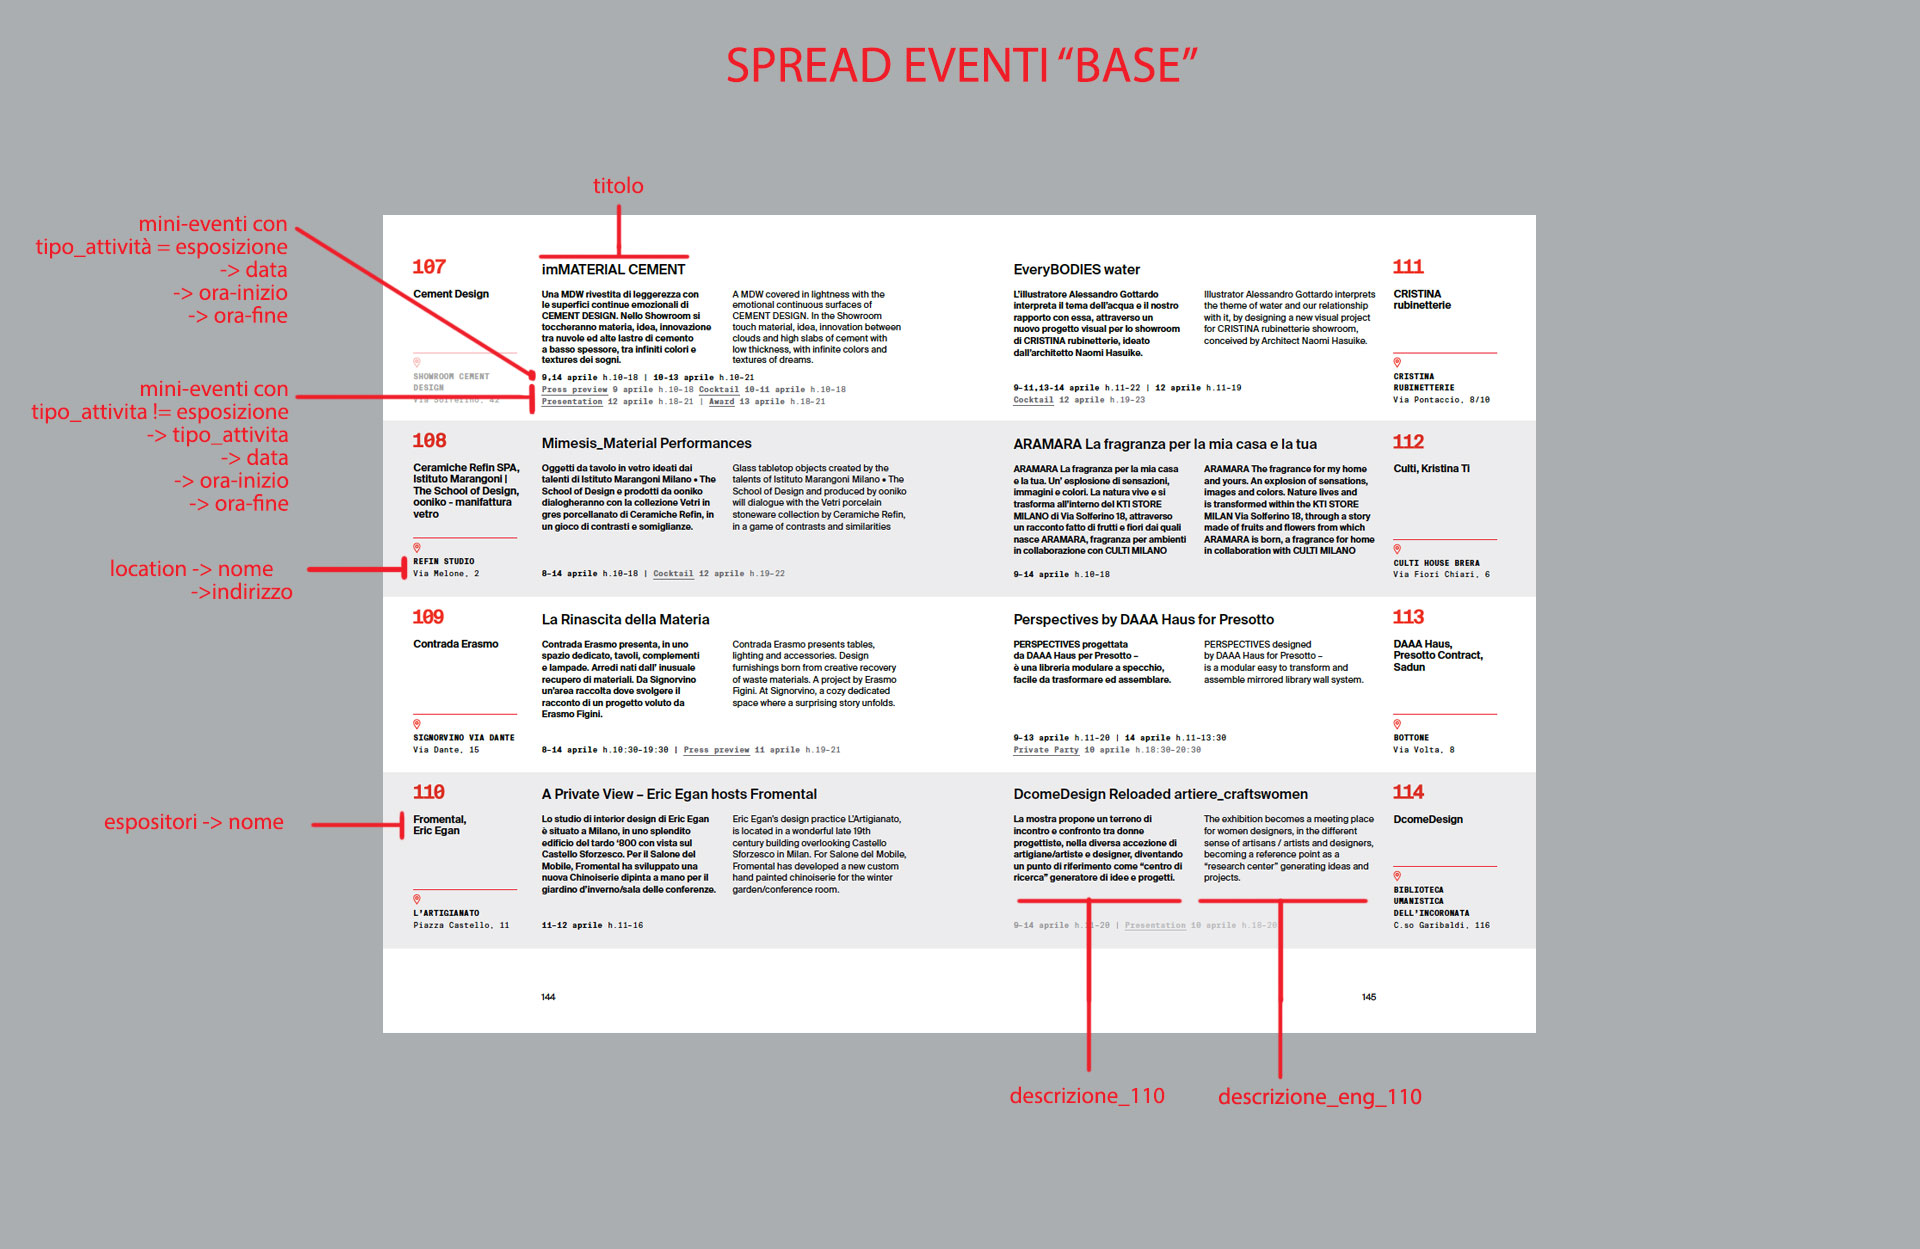 SPREAD EVENTI “BASE”
titolo
mini-eventi con
tipo_attività = esposizione
-> data
-> ora-inizio
-> ora-fine
mini-eventi con
tipo_attivita != esposizione
-> tipo_attivita
-> data
-> ora-inizio
-> ora-fine
location -> nome
->indirizzo
espositori -> nome
107
Cement Design
SHOWROOM CEMENT
DESIGN
Via Solferino, 42
imMATERIAL CEMENT
Una MDW rivestita di leggerezza con
le superfici continue emozionali di
CEMENT DESIGN. Nello Showroom si
toccheranno materia, idea, innovazione
tra nuvole ed alte lastre di cemento
a basso spessore, tra infiniti colori e
textures dei sogni.
A MDW covered in lightness with the
emotional continuous surfaces of
CEMENT DESIGN. In the Showroom
touch material, idea, innovation between
clouds and high slabs of cement with
low thickness, with infinite colors and
textures of dreams.
9,14 aprile h.10-18 | 10-13 aprile h.10-21
Press preview 9 aprile h.10-18 Cocktail 10-11 aprile h.10-18
Presentation 12 aprile h.18-21 | Award 13 aprile h.18-21
108
Ceramiche Refin SPA,
Istituto Marangoni |
The School of Design,
ooniko - manifattura
vetro
REFIN STUDIO
Via Melone, 2
Mimesis_Material Performances
Oggetti da tavolo in vetro ideati dai
talenti di Istituto Marangoni Milano • The
School of Design e prodotti da ooniko
dialogheranno con la collezione Vetri in
gres porcellanato di Ceramiche Refin, in
un gioco di contrasti e somiglianze.
Glass tabletop objects created by the
talents of Istituto Marangoni Milano • The
School of Design and produced by ooniko
will dialogue with the Vetri porcelain
stoneware collection by Ceramiche Refin,
in a game of contrasts and similarities
8-14 aprile h.10-18 | Cocktail 12 aprile h.19-22
109
Contrada Erasmo
SIGNORVINO VIA DANTE
Via Dante, 15
La Rinascita della Materia
Contrada Erasmo presenta, in uno
spazio dedicato, tavoli, complementi
e lampade. Arredi nati dall’ inusuale
recupero di materiali. Da Signorvino
un’area raccolta dove svolgere il
racconto di un progetto voluto da
Erasmo Figini.
Contrada Erasmo presents tables,
lighting and accessories. Design
furnishings born from creative recovery
of waste materials. A project by Erasmo
Figini. At Signorvino, a cozy dedicated
space where a surprising story unfolds.
8-14 aprile h.10:30-19:30 | Press preview 11 aprile h.19-21
110
Fromental,
Eric Egan
L’ARTIGIANATO
Piazza Castello, 11
A Private View – Eric Egan hosts Fromental
Lo studio di interior design di Eric Egan
è situato a Milano, in uno splendido
edificio del tardo ‘800 con vista sul
Castello Sforzesco. Per il Salone del
Mobile, Fromental ha sviluppato una
nuova Chinoiserie dipinta a mano per il
giardino d’inverno/sala delle conferenze.
Eric Egan’s design practice L’Artigianato,
is located in a wonderful late 19th
century building overlooking Castello
Sforzesco in Milan. For Salone del Mobile,
Fromental has developed a new custom
hand painted chinoiserie for the winter
garden/conference room.
11-12 aprile h.11-16
144
EveryBODIES water
L’illustratore Alessandro Gottardo
interpreta il tema dell’acqua e il nostro
rapporto con essa, attraverso un
nuovo progetto visual per lo showroom
di CRISTINA rubinetterie, ideato
dall’architetto Naomi Hasuike.
Illustrator Alessandro Gottardo interprets
the theme of water and our relationship
with it, by designing a new visual project
for CRISTINA rubinetterie showroom,
conceived by Architect Naomi Hasuike.
9-11,13-14 aprile h.11-22 | 12 aprile h.11-19
Cocktail 12 aprile h.19-23
111
CRISTINA
rubinetterie
CRISTINA
RUBINETTERIE
Via Pontaccio, 8/10
ARAMARA La fragranza per la mia casa e la tua
ARAMARA La fragranza per la mia casa
e la tua. Un’ esplosione di sensazioni,
immagini e colori. La natura vive e si
trasforma all’interno del KTI STORE
MILANO di Via Solferino 18, attraverso
un racconto fatto di frutti e fiori dai quali
nasce ARAMARA, fragranza per ambienti
in collaborazione con CULTI MILANO
ARAMARA The fragrance for my home
and yours. An explosion of sensations,
images and colors. Nature lives and
is transformed within the KTI STORE
MILAN Via Solferino 18, through a story
made of fruits and flowers from which
ARAMARA is born, a fragrance for home
in collaboration with CULTI MILANO
9-14 aprile h.10-18
112
Culti, Kristina Ti
CULTI HOUSE BRERA
Via Fiori Chiari, 6
Perspectives by DAAA Haus for Presotto
PERSPECTIVES progettata
da DAAA Haus per Presotto –
è una libreria modulare a specchio,
facile da trasformare ed assemblare.
PERSPECTIVES designed
by DAAA Haus for Presotto –
is a modular easy to transform and
assemble mirrored library wall system.
9-13 aprile h.11-20 | 14 aprile h.11-13:30
Private Party 10 aprile h.18:30-20:30
113
DAAA Haus,
Presotto Contract,
Sadun
BOTTONE
Via Volta, 8
DcomeDesign Reloaded artiere_craftswomen
La mostra propone un terreno di
incontro e confronto tra donne
progettiste, nella diversa accezione di
artigiane/artiste e designer, diventando
un punto di riferimento come “centro di
ricerca” generatore di idee e progetti.
The exhibition becomes a meeting place
for women designers, in the different
sense of artisans / artists and designers,
becoming a reference point as a
“research center” generating ideas and
projects.
9-14 aprile h.11-20 | Presentation 10 aprile h.18-20
114
DcomeDesign
BIBLIOTECA
UMANISTICA
DELL’INCORONATA
C.so Garibaldi, 116
145
descrizione_110
descrizione_eng_110